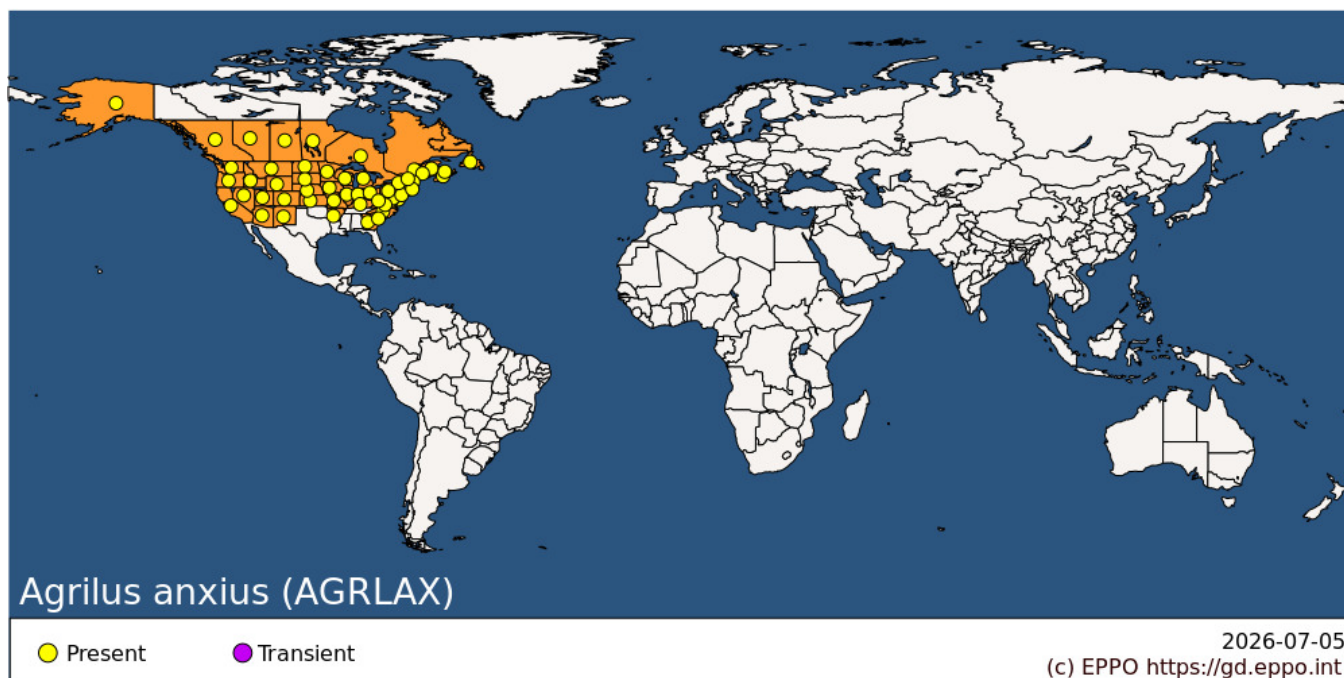 Agrilus anxius (AGRLAX)
Present
Transient
2026-07-05
(c) EPPO https://gd.eppo.int